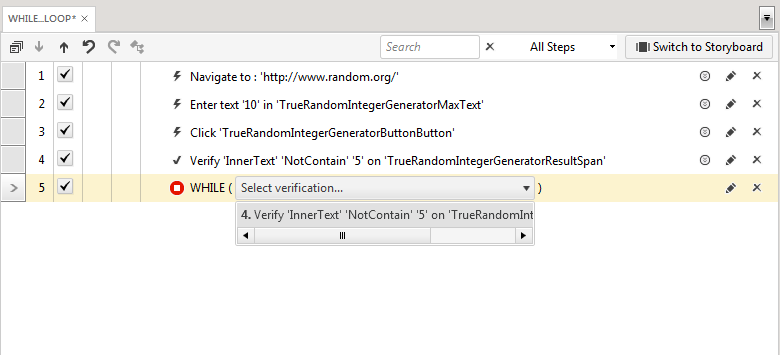 WHILE...LOOP*
Search
All Steps
Switch to Storyboard
1 Navigate to : 'http://www.random.org/'
2 Enter text '10' in 'TrueRandomIntegerGeneratorMaxText'
3 Click 'TrueRandomIntegerGeneratorButtonButton'
4 Verify 'InnerText' 'NotContain' '5' on 'TrueRandomIntegerGeneratorResultSpan'
5 WHILE ( Select verification... )
4. Verify 'InnerText' 'NotContain' '5' on 'TrueRandomInt